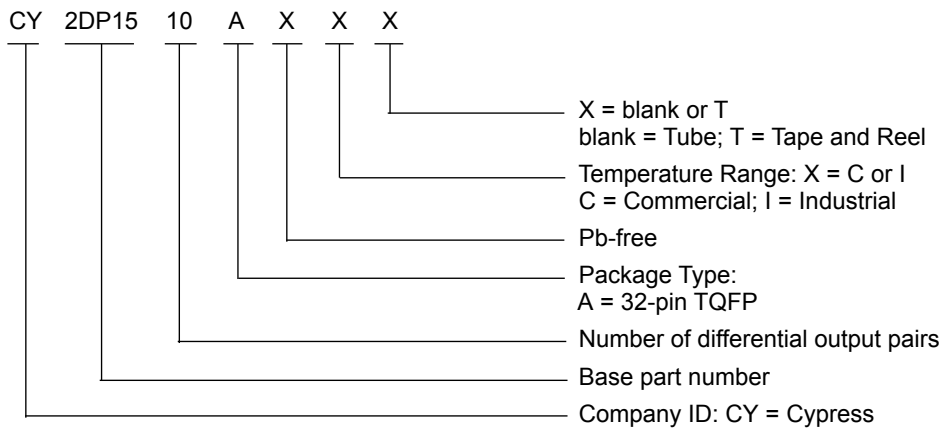 CY 2DP15 10 A X X X
X = blank or T
blank = Tube; T = Tape and Reel
Temperature Range: X = C or I
C = Commercial; I = Industrial
Pb-free
Package Type:
A = 32-pin TQFP
Number of differential output pairs
Base part number
Company ID: CY = Cypress